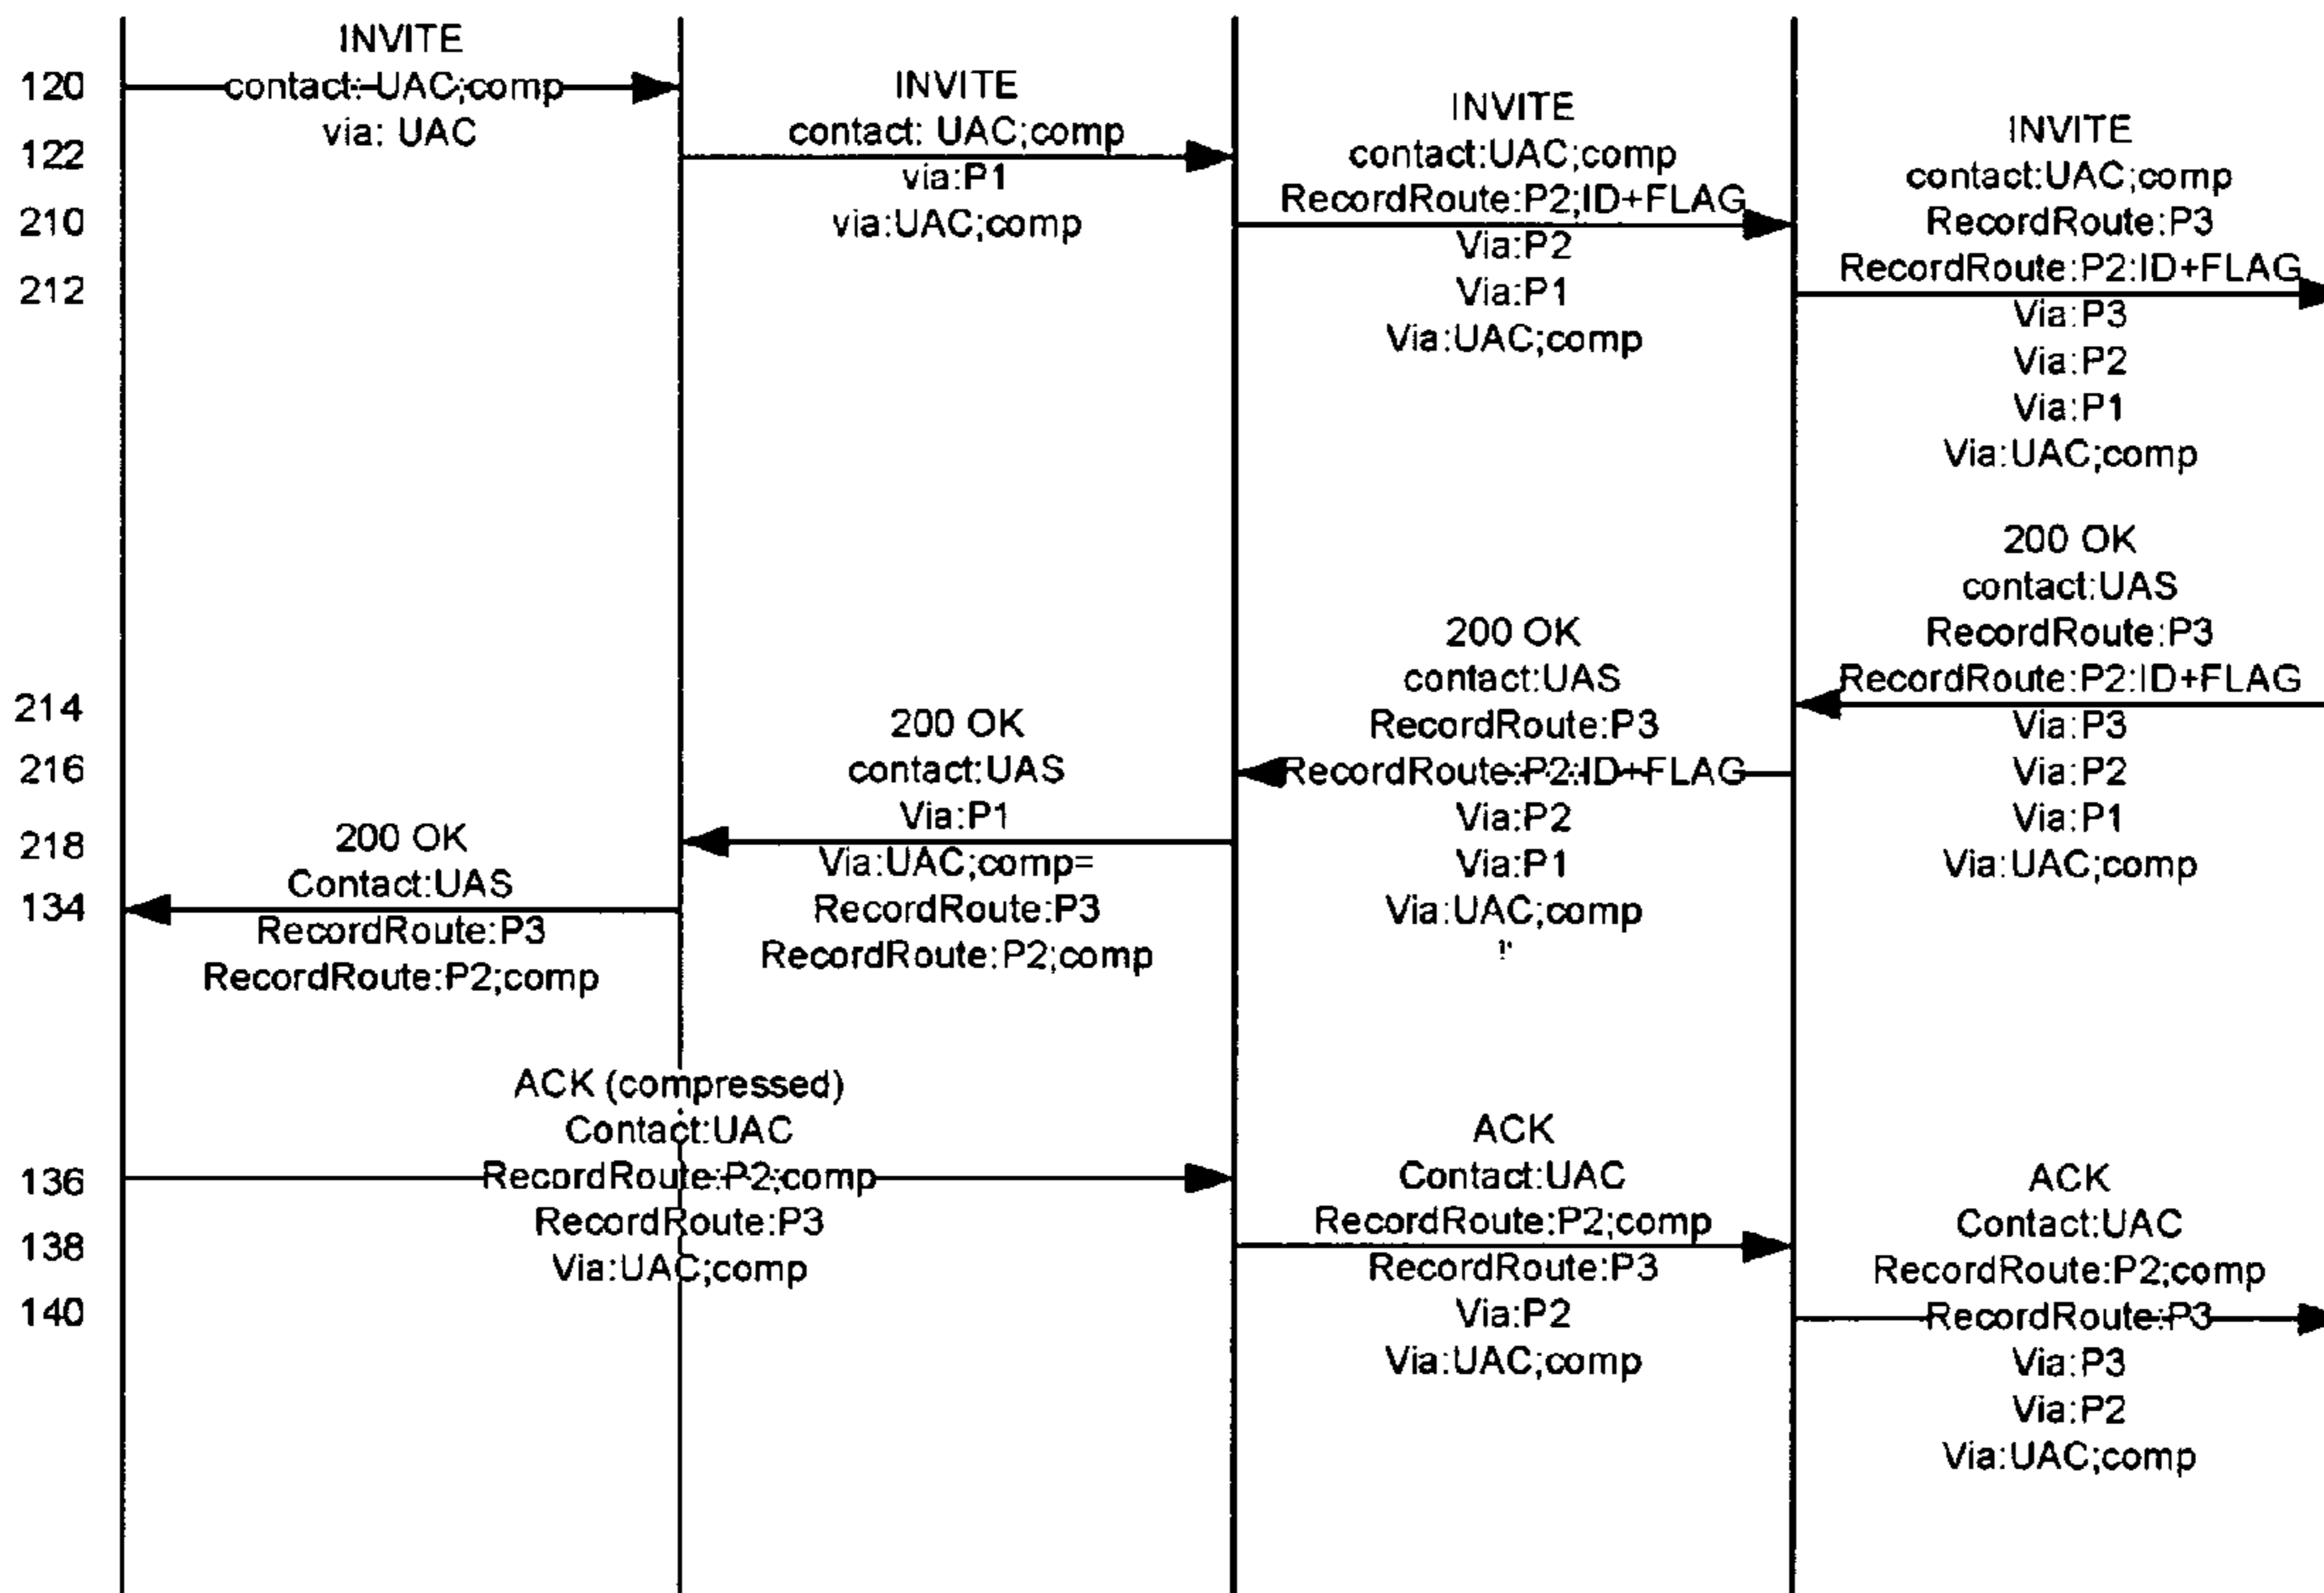 120
INVITE
contact: UAC;comp
via: UAC
122
INVITE
contact: UAC;comp
via:P1
via:UAC;comp
210
INVITE
contact:UAC;comp
RecordRoute:P2;ID+FLAG
Via:P2
Via:P1
Via:UAC;comp
212
INVITE
contact:UAC;comp
RecordRoute:P3
RecordRoute:P2:ID+FLAG
Via:P3
Via:P2
Via:P1
Via:UAC;comp
214
200 OK
contact:UAS
RecordRoute:P3
RecordRoute:P2:ID+FLAG
Via:P3
Via:P2
Via:P1
Via:UAC;comp
216
200 OK
contact:UAS
RecordRoute:P3
RecordRoute:P2:ID+FLAG
Via:P2
Via:P1
Via:UAC;comp
218
200 OK
contact:UAS
Via:P1
Via:UAC;comp=
RecordRoute:P3
RecordRoute:P2;comp
134
200 OK
Contact:UAS
RecordRoute:P3
RecordRoute:P2;comp
136
ACK (compressed)
Contact:UAC
RecordRoute:P2;comp
RecordRoute:P3
Via:UAC;comp
138
ACK
Contact:UAC
RecordRoute:P2;comp
RecordRoute:P3
Via:P2
Via:UAC;comp
140
ACK
Contact:UAC
RecordRoute:P2;comp
RecordRoute:P3
Via:P3
Via:P2
Via:UAC;comp